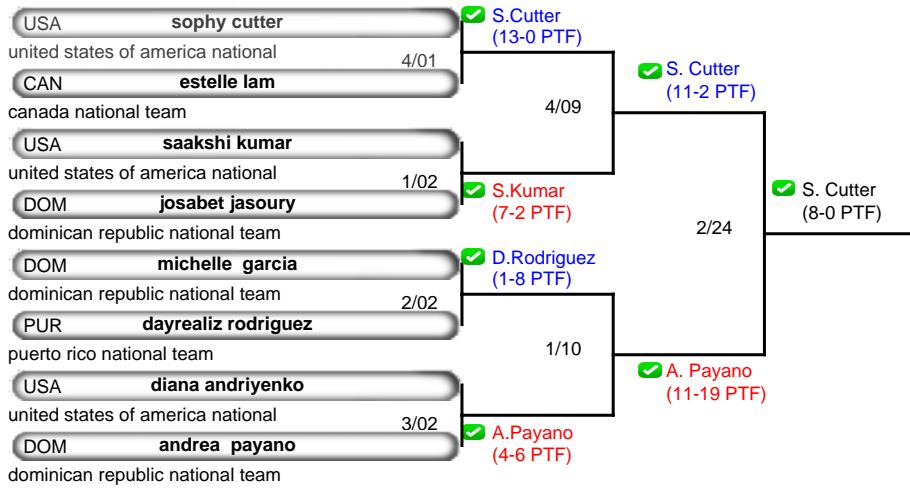 USA sophy cutter
united states of america national
4/01
CAN estelle lam
canada national team
USA saakshi kumar
united states of america national
1/02
DOM josabet jasoury
dominican republic national team
DOM michelle garcia
dominican republic national team
2/02
PUR dayrealiz rodriguez
puerto rico national team
USA diana andriyenko
united states of america national
3/02
DOM andrea payano
dominican republic national team
S.Cutter
(13-0 PTF)
4/09
S.Kumar
(7-2 PTF)
D.Rodriguez
(1-8 PTF)
1/10
A.Payano
(4-6 PTF)
S. Cutter
(11-2 PTF)
2/24
A. Payano
(11-19 PTF)
S. Cutter
(8-0 PTF)